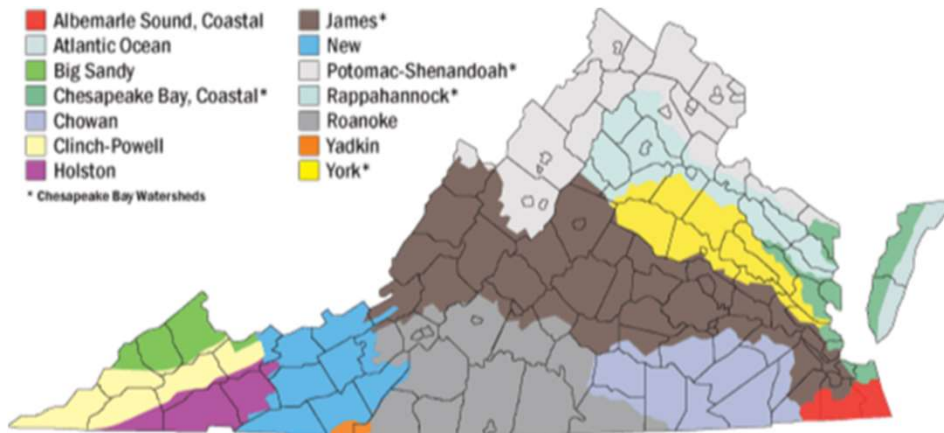 Albemarle Sound, Coastal
Atlantic Ocean
Big Sandy
Chesapeake Bay, Coastal*
Chowan
Clinch-Powell
Holston
* Chesapeake Bay Watersheds
James*
New
Potomac-Shenandoah*
Rappahannock*
Roanoke
Yadkin
York*